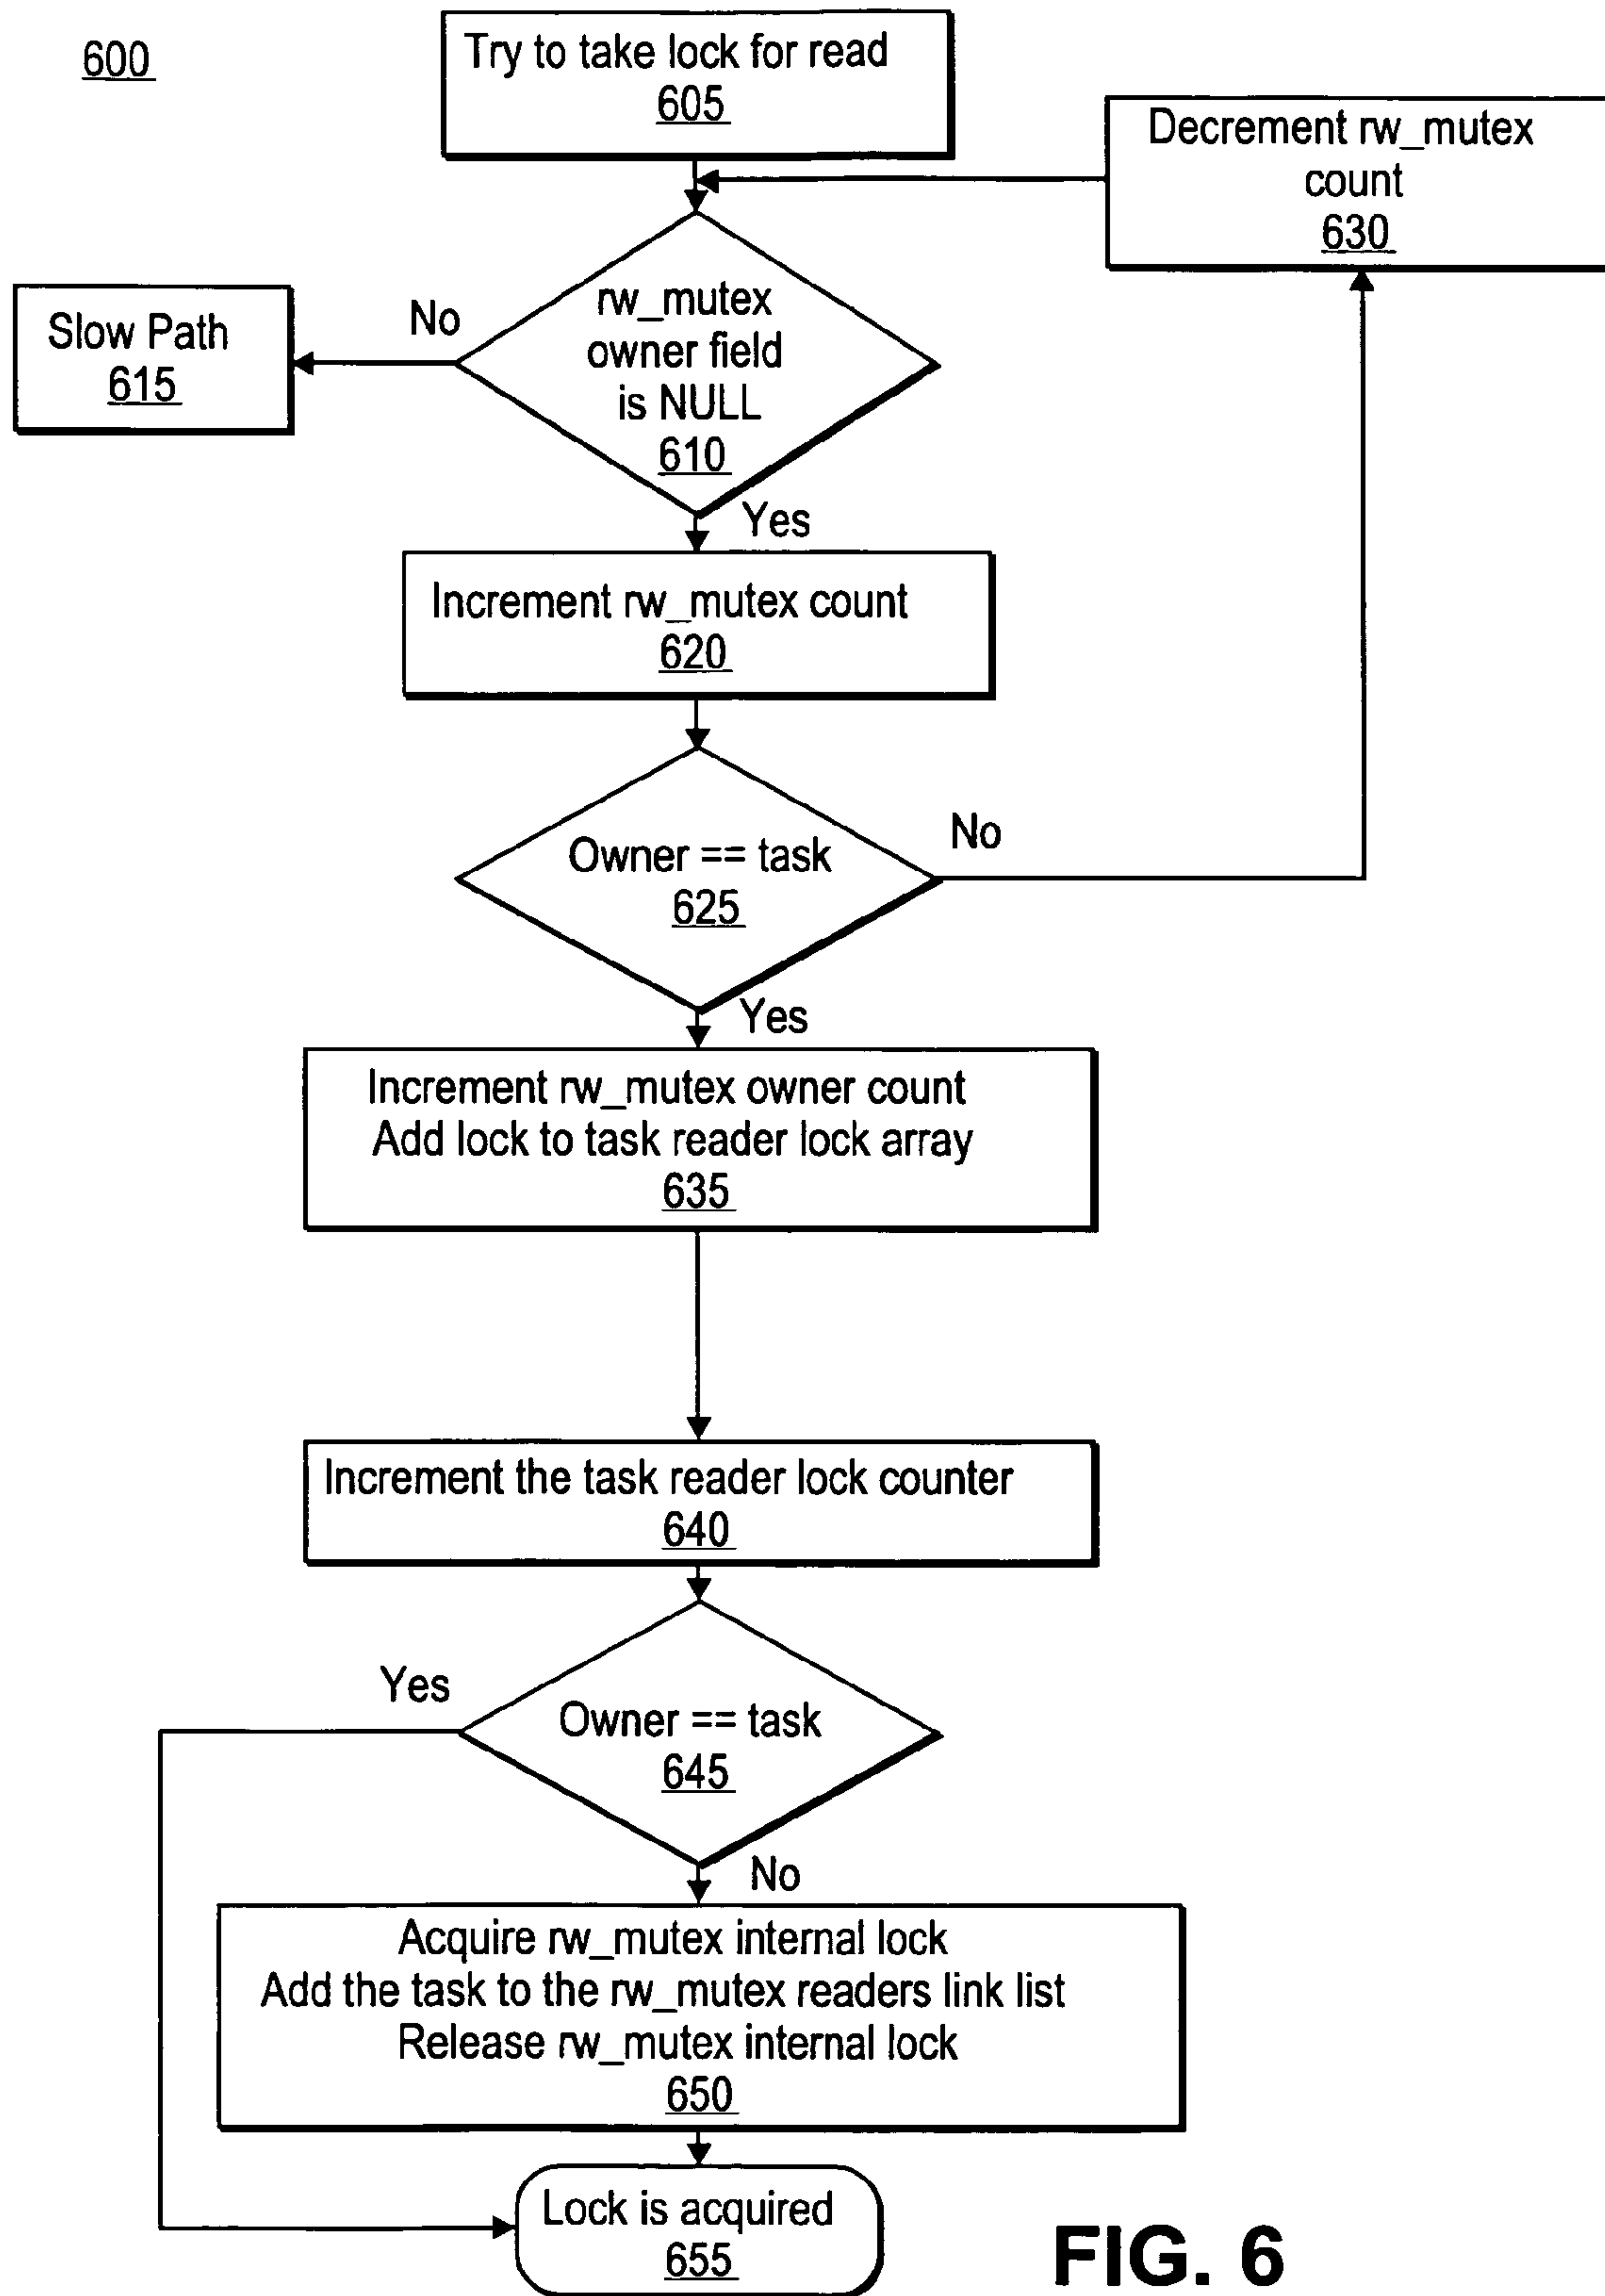 600
Try to take lock for read
605
Decrement rw_mutex
count
630
rw_mutex
owner field
is NULL
610
No
Slow Path
615
Yes
Increment rw_mutex count
620
Owner == task
625
No
Yes
Increment rw_mutex owner count
Add lock to task reader lock array
635
Increment the task reader lock counter
640
Yes
Owner == task
645
No
Acquire rw_mutex internal lock
Add the task to the rw_mutex readers link list
Release rw_mutex internal lock
650
Lock is acquired
655
FIG. 6